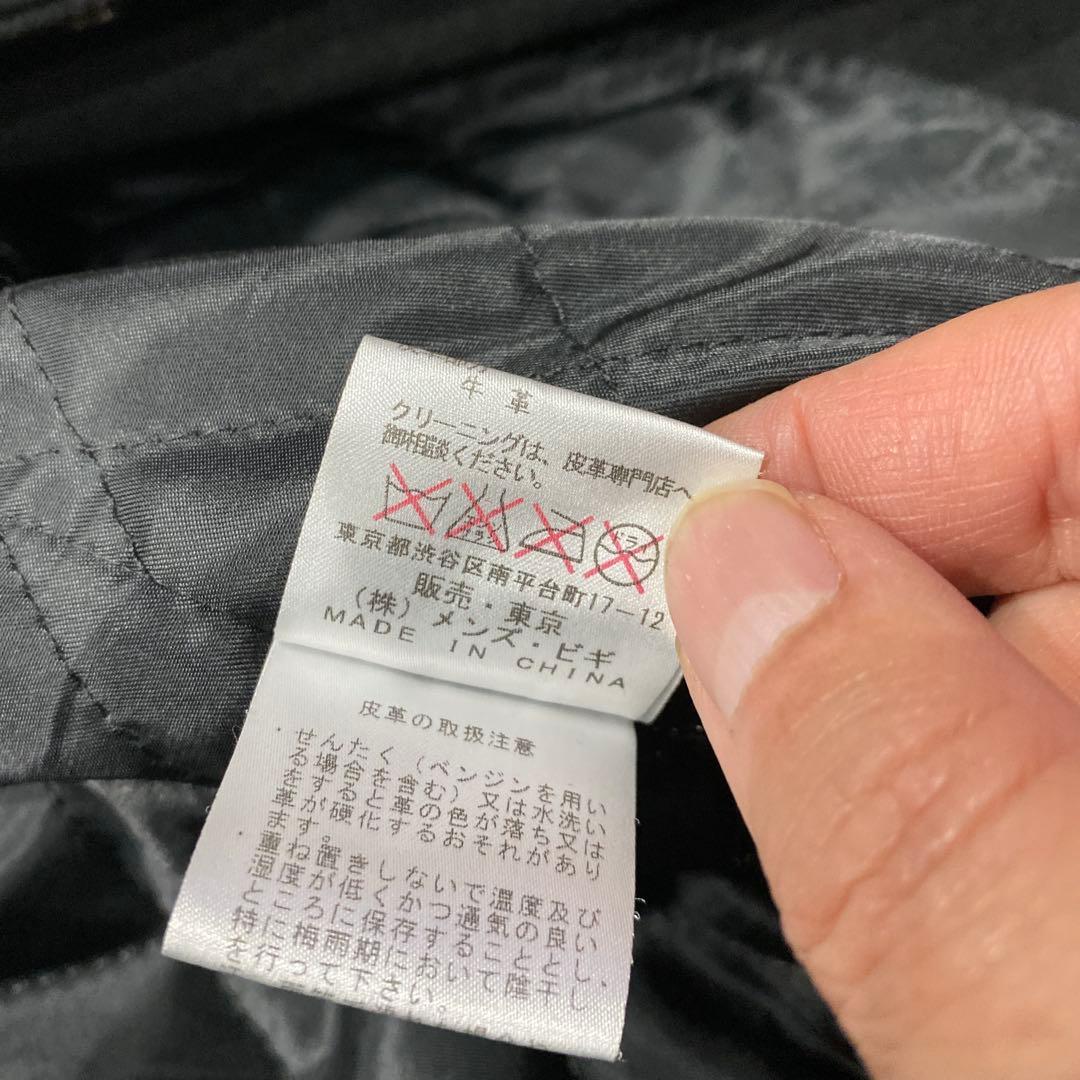 牛 革
クリーニングは、皮革専門店へ
御相談ください。
東京都渋谷区南平台町17-12
販売・東京
(株)メンズ・ビギ
MADE IN CHINA
皮革の取扱注意
・せんたく(ベンジンを用い
る場合を含む)又は水洗い
をすると革の色が落ち又は
革が硬化するおそれがあり
ます。
・重ね置きしないで温度及び
湿度が低くかつ通気の良い
ところに保存すること、
特に梅雨期において陰干し
を行って下さい。